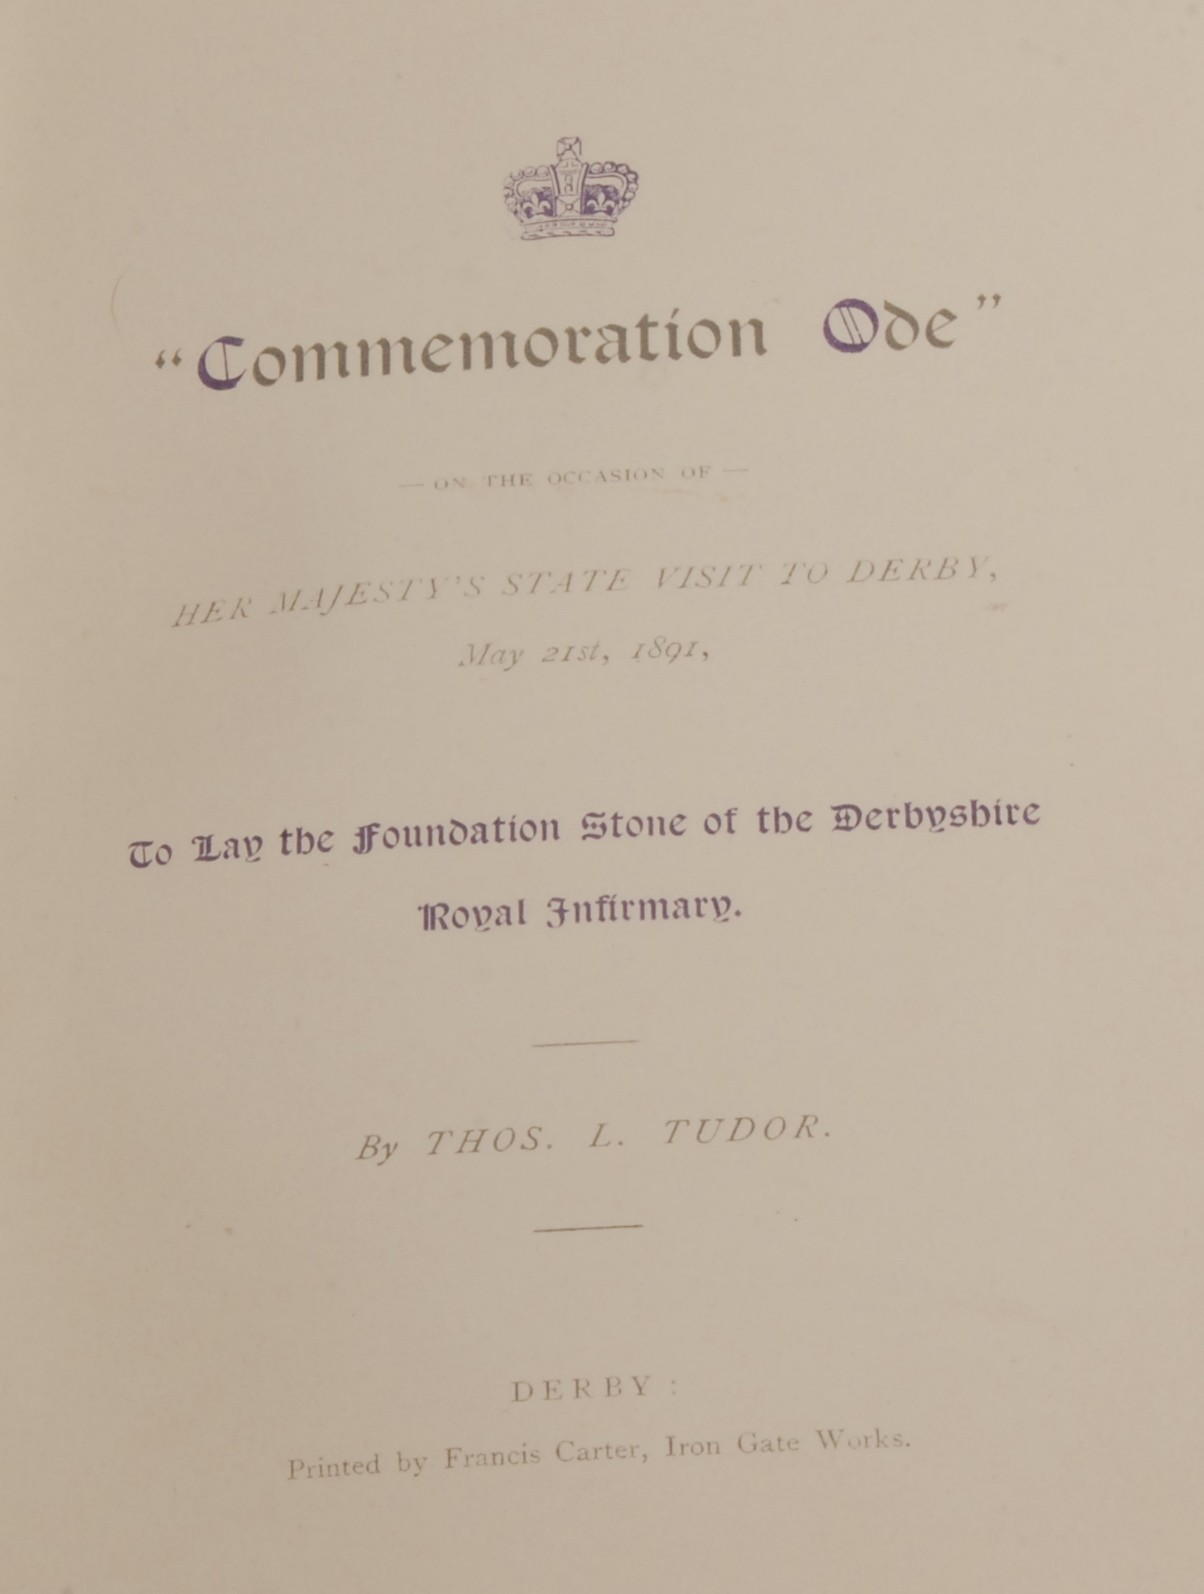 “Commemoration Ode”
— ON THE OCCASION OF —
HER MAJESTY'S STATE VISIT TO DERBY,
May 21st, 1891,
To Lay the Foundation Stone of the Derbyshire
Royal Infirmary.
By THOS. L. TUDOR.
DERBY :
Printed by Francis Carter, Iron Gate Works.